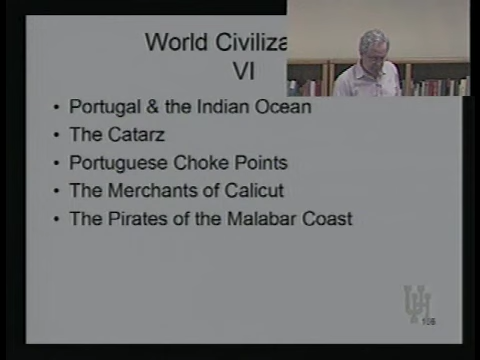 World Civiliza
VI
• Portugal & the Indian Ocean
• The Catarz
• Portuguese Choke Points
• The Merchants of Calicut
• The Pirates of the Malabar Coast
UH